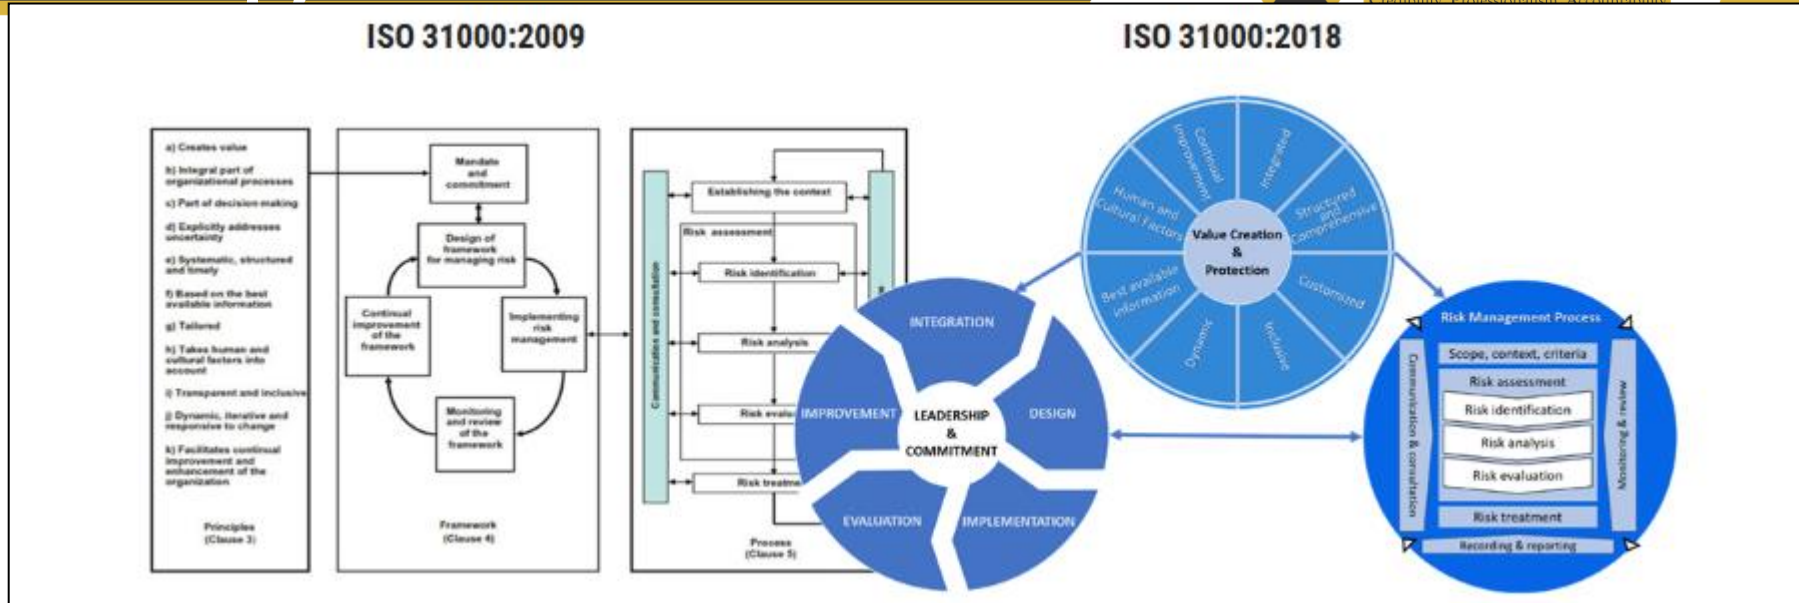 Credibility, Professionalism, Accountability
ISO 31000:2009
a) Creates value
b) Integral part of
organizational processes
c) Part of decision making
d) Explicitly addresses
uncertainty
e) Systematic, structured
and timely
f) Based on the best
available information
g) Tailored
h) Takes human and
cultural factors into
account
i) Transparent and inclusive
j) Dynamic, iterative and
responsive to change
k) Facilitates continual
improvement and
enhancement of the
organization
Principles
(Clause 3)
Mandate
and
commitment
Design of
framework
for managing risk
Continual
improvement
of the
framework
Implementing
risk
management
Monitoring
and review
of the
framework
Framework
(Clause 4)
Communication and consultation
Establishing the context
Risk assessment
Risk identification
Risk analysis
Risk evalu
Risk treatme
Process
(Clause 5)
ISO 31000:2018
Continual
Improvement
Integrated
Human and
Cultural Factors
Structured
and
Comprehensive
Value Creation
&
Protection
Best available
information
Customized
Dynamic
Inclusive
INTEGRATION
IMPROVEMENT
LEADERSHIP
&
COMMITMENT
DESIGN
EVALUATION
IMPLEMENTATION
Risk Management Process
Communication & consultation
Scope, context, criteria
Risk assessment
Risk identification
Risk analysis
Risk evaluation
Risk treatment
Monitoring & review
Recording & reporting